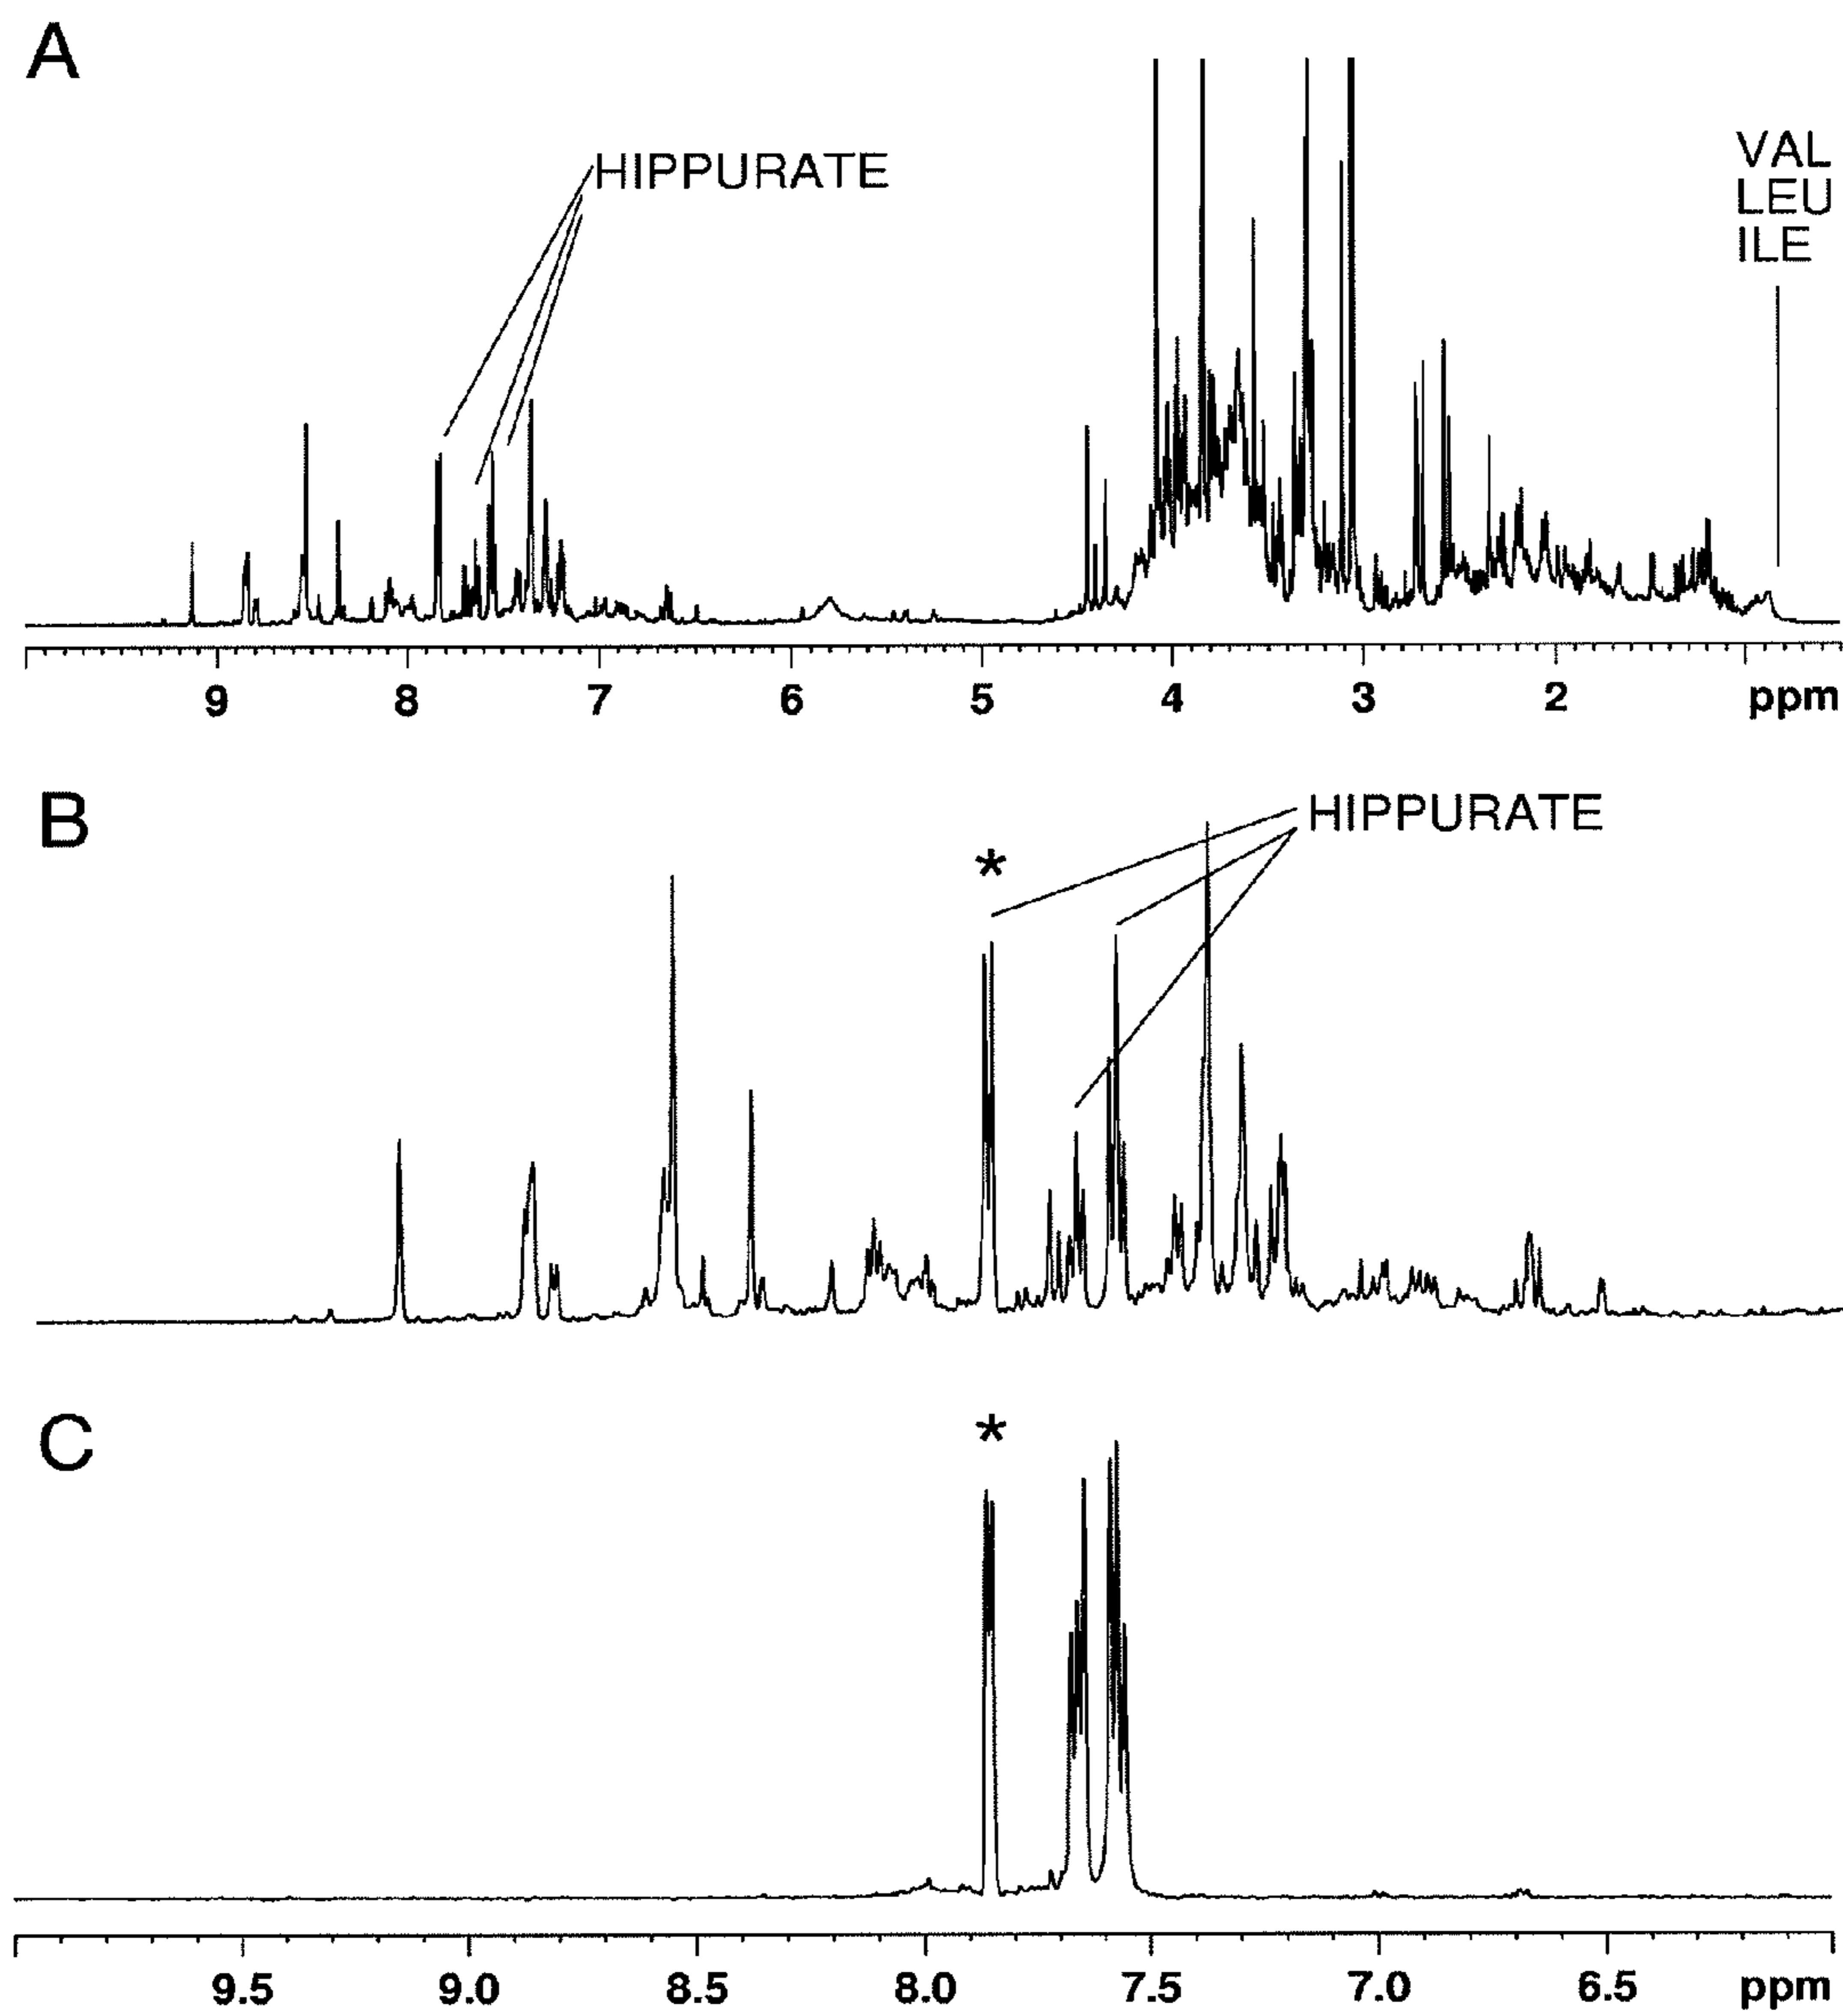 A
HIPPURATE
VAL
LEU
ILE
9 8 7 6 5 4 3 2 ppm
B
HIPPURATE
*
C
*
9.5 9.0 8.5 8.0 7.5 7.0 6.5 ppm